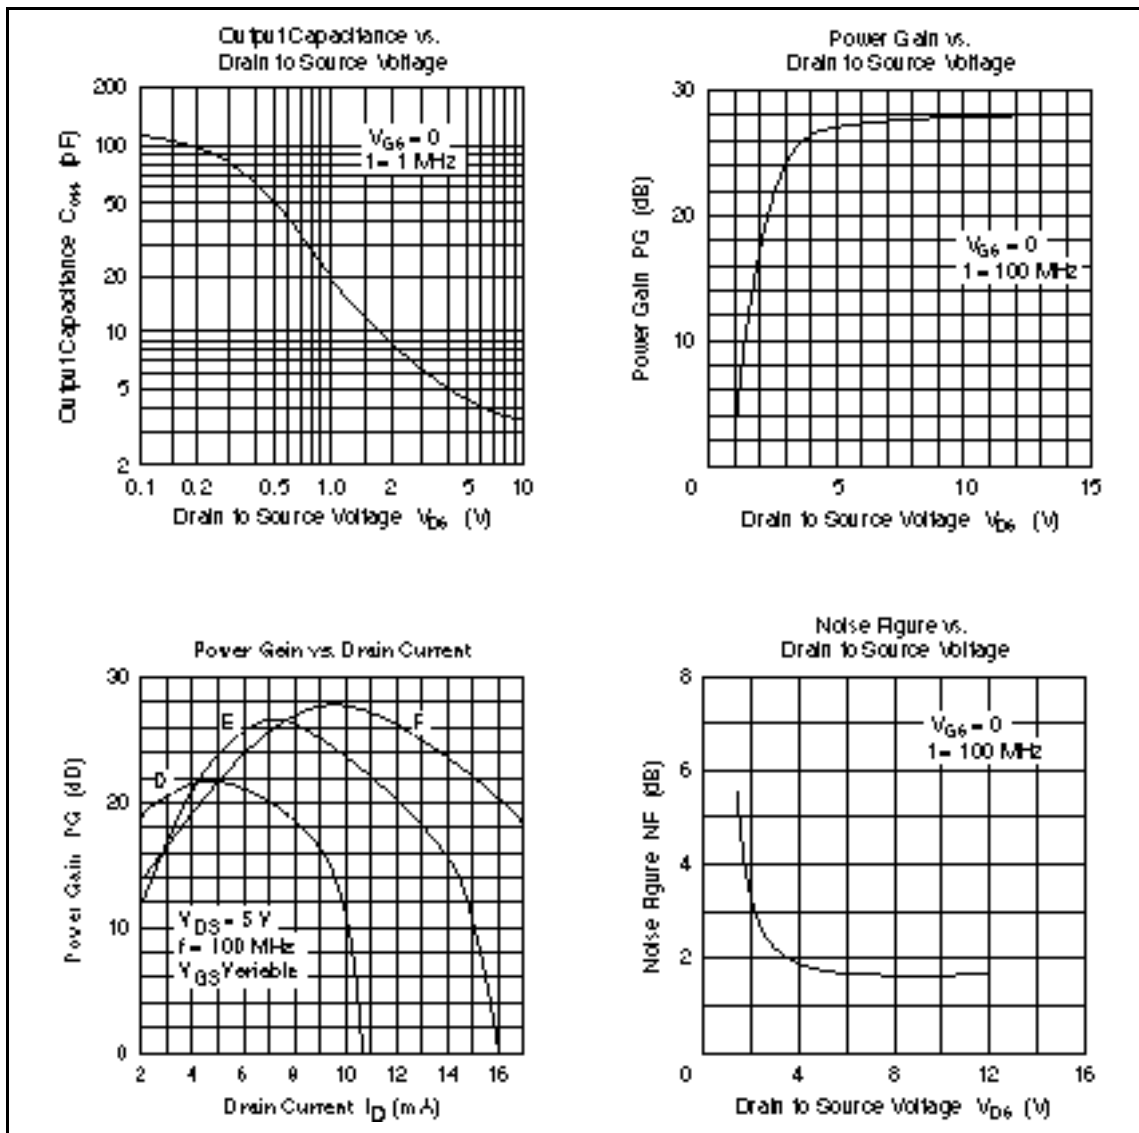 Output Capacitance vs.
Drain to Source Voltage
200
100
50
20
10
5
2
Output Capacitance Coss (pF)
VGS = 0
f = 1 MHz
0.1 0.2 0.5 1.0 2 5 10
Drain to Source Voltage VDS (V)
Power Gain vs.
Drain to Source Voltage
30
20
10
Power Gain PG (dB)
VGS = 0
f = 100 MHz
0 5 10 15
Drain to Source Voltage VDS (V)
Power Gain vs. Drain Current
30
20
10
0
Power Gain PG (dB)
D
E
F
VDS = 5 V
f = 100 MHz
VGS Variable
2 4 6 8 10 12 14 16
Drain Current ID (mA)
Noise Figure vs.
Drain to Source Voltage
8
6
4
2
Noise Figure NF (dB)
VGS = 0
f = 100 MHz
0 4 8 12 16
Drain to Source Voltage VDS (V)